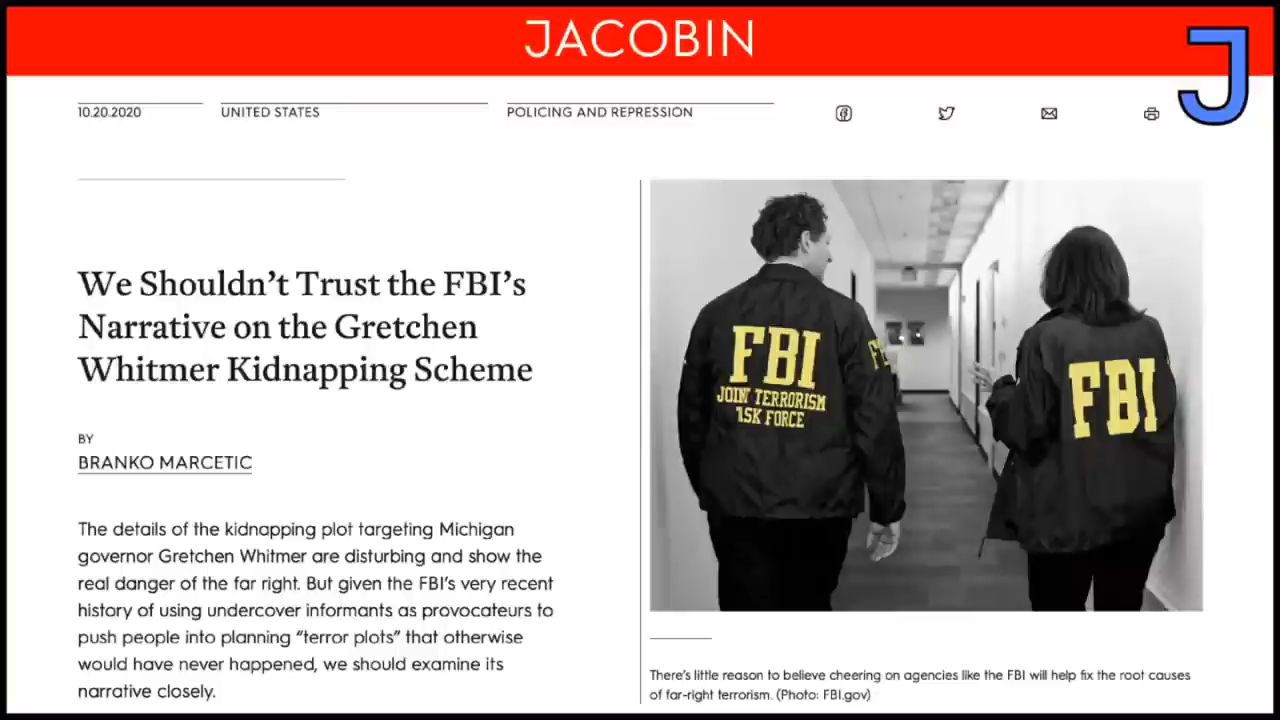 JACOBIN
J
10.20.2020
UNITED STATES
POLICING AND REPRESSION
We Shouldn’t Trust the FBI’s
Narrative on the Gretchen
Whitmer Kidnapping Scheme
BY
BRANKO MARCETIC
The details of the kidnapping plot targeting Michigan
governor Gretchen Whitmer are disturbing and show the
real danger of the far right. But given the FBI’s very recent
history of using undercover informants as provocateurs to
push people into planning “terror plots” that otherwise
would have never happened, we should examine its
narrative closely.
FBI
JOINT TERRORISM
FBI
There’s little reason to believe cheering on agencies like the FBI will help fix the root causes
of far-right terrorism. (Photo: FBI.gov)